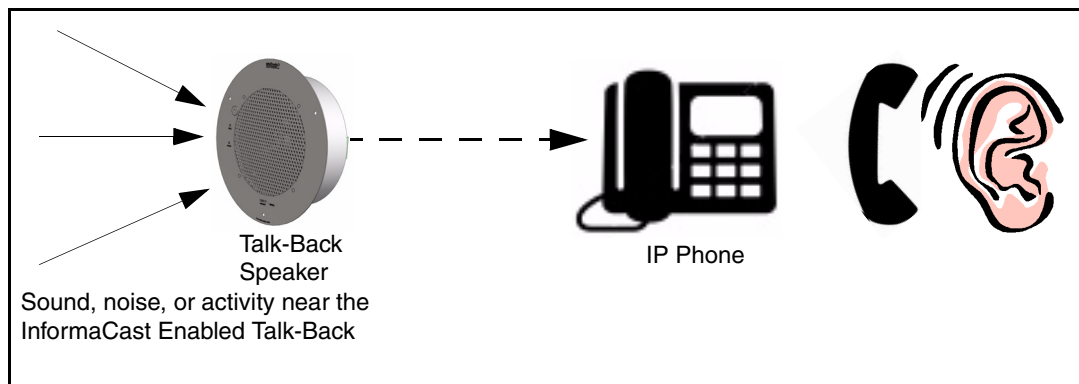 Talk-Back
Speaker
IP Phone
Sound, noise, or activity near the
InformaCast Enabled Talk-Back